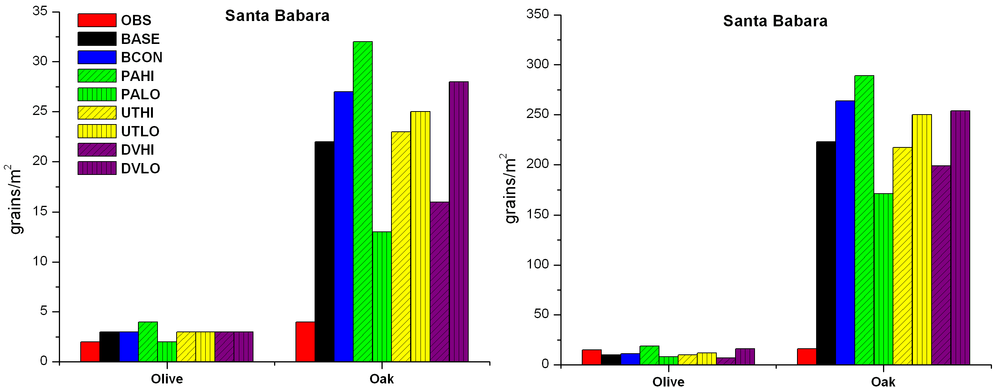 Santa Babara
OBS
BASE
BCON
PAHI
PALO
UTHI
UTLO
DVHI
DVLO
35
30
25
20
15
10
5
0
grains/m²
Olive Oak
Santa Babara
350
300
250
200
150
100
50
0
grains/m²
Olive Oak